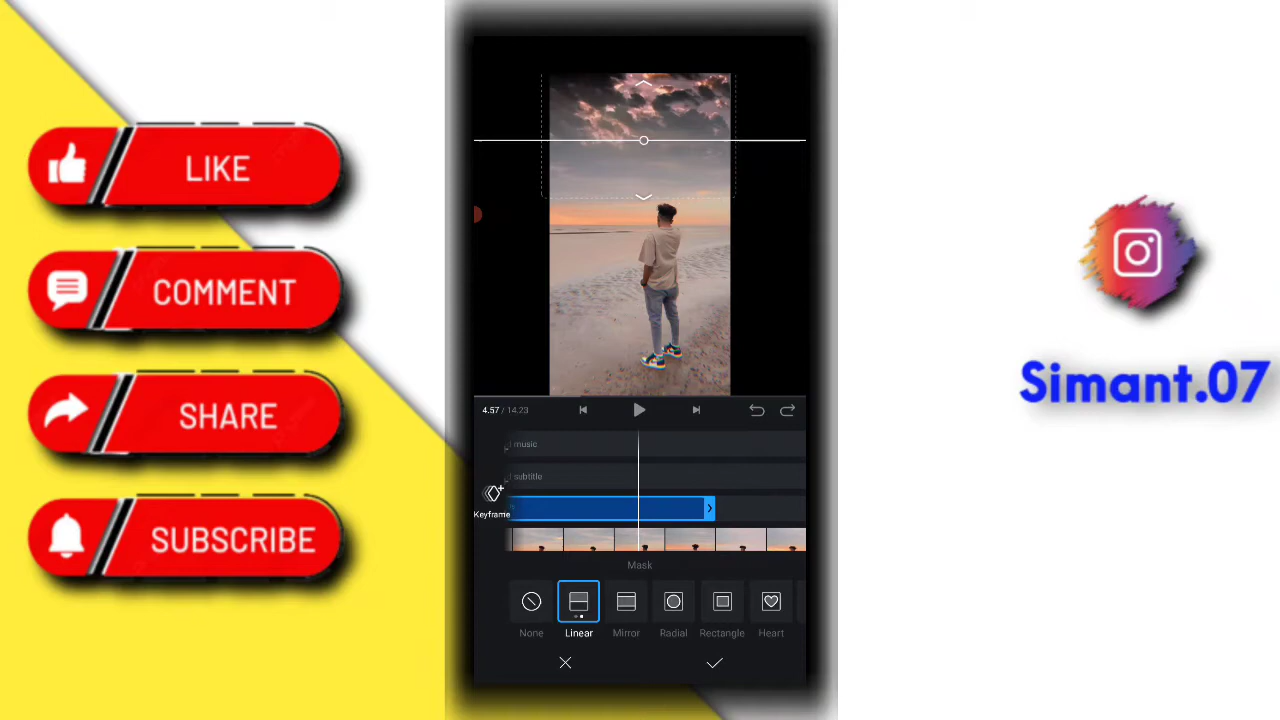 LIKE
COMMENT
SHARE
SUBSCRIBE
4.57 / 14.23
music
subtitle
Keyframe
Mask
None
Linear
Mirror
Radial
Rectangle
Heart
Simant.07